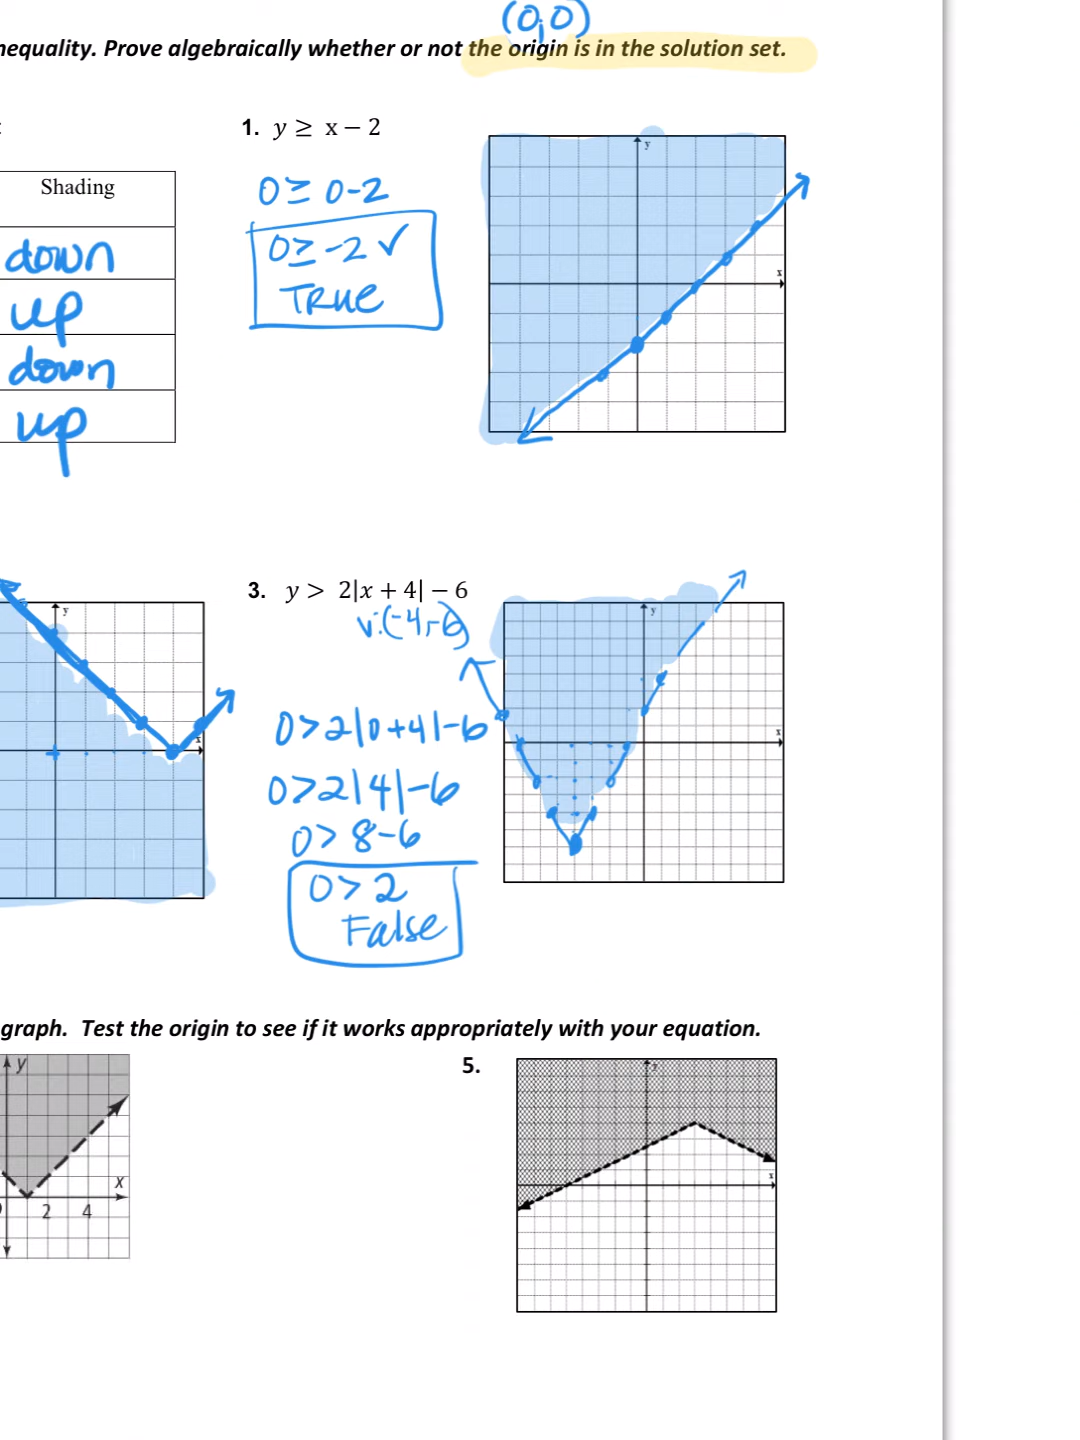 (0,0)
nequality. Prove algebraically whether or not the origin is in the solution set.
1. y ≥ x − 2
Shading
down
up
down
up
0 ≥ 0-2
0 ≥ -2 ✓
TRUE
y
x
y
x
3. y > 2|x + 4| − 6
v:(-4,-6)
0>2|0+4|-6
0>2|4|-6
0> 8-6
0> 2
False
y
x
graph. Test the origin to see if it works appropriately with your equation.
y
x
2 4
5.
y
x